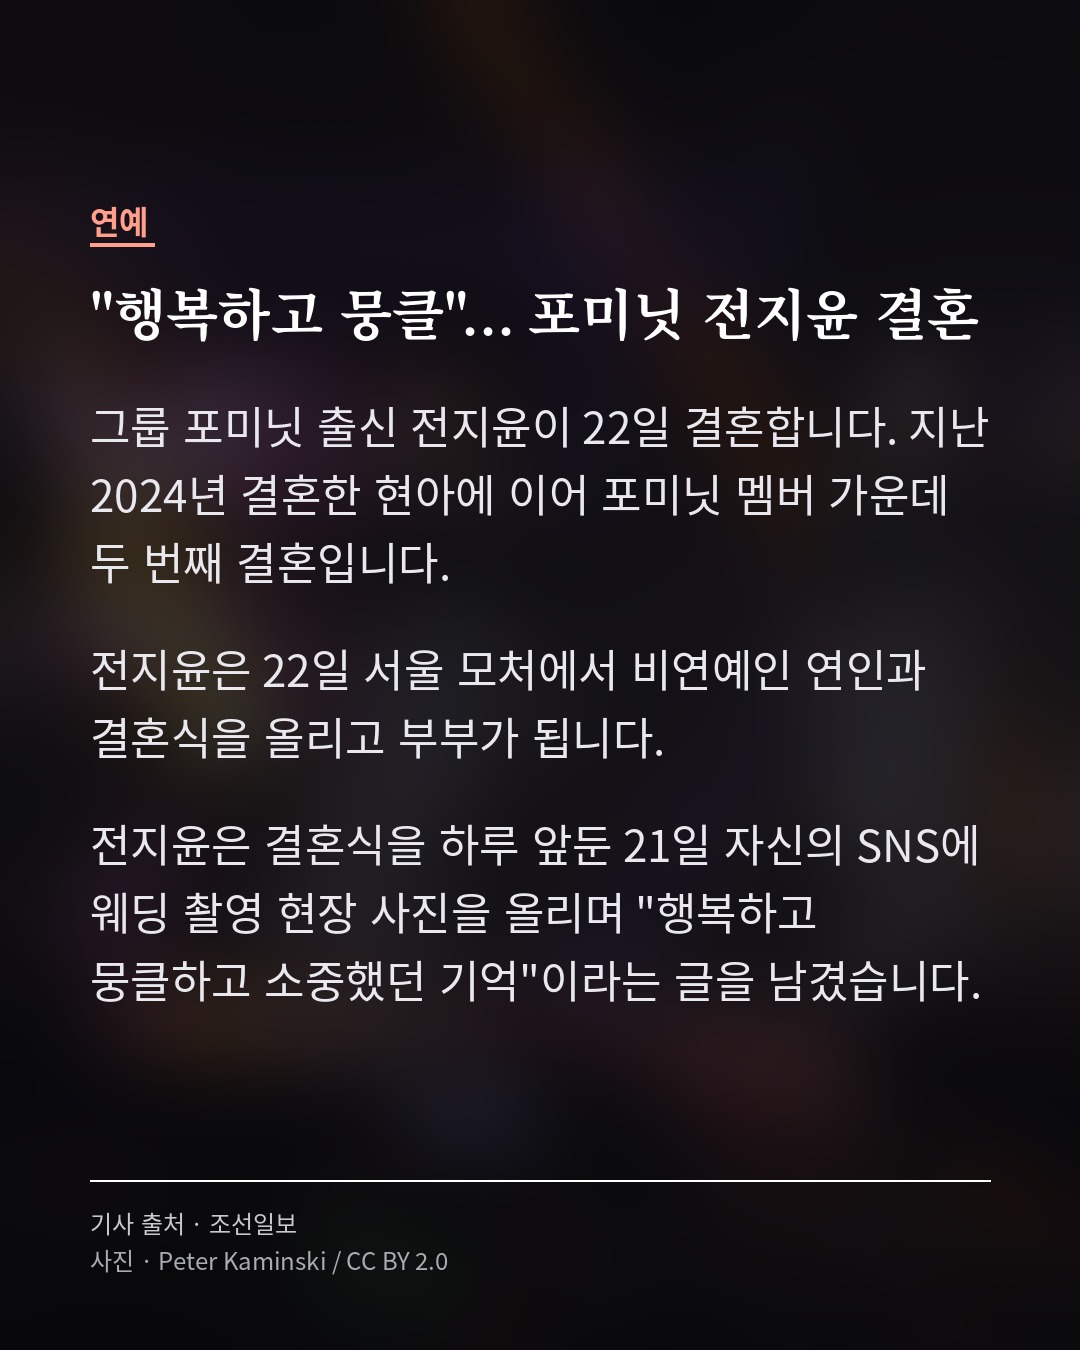 연예
"행복하고 뭉클"... 포미닛 전지윤 결혼
그룹 포미닛 출신 전지윤이 22일 결혼합니다. 지난
2024년 결혼한 현아에 이어 포미닛 멤버 가운데
두 번째 결혼입니다.
전지윤은 22일 서울 모처에서 비연예인 연인과
결혼식을 올리고 부부가 됩니다.
전지윤은 결혼식을 하루 앞둔 21일 자신의 SNS에
웨딩 촬영 현장 사진을 올리며 "행복하고
뭉클하고 소중했던 기억"이라는 글을 남겼습니다.
기사 출처 · 조선일보
사진 · Peter Kaminski / CC BY 2.0